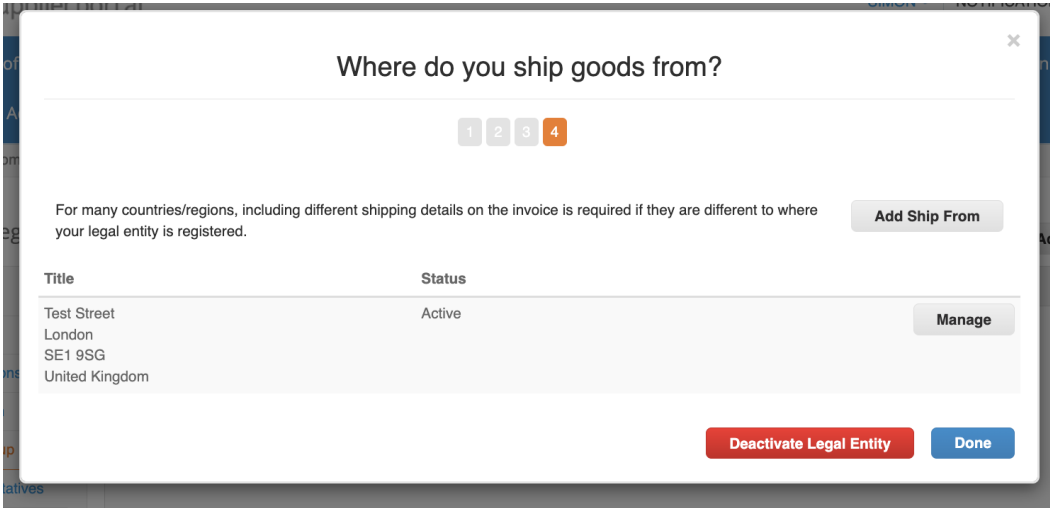 SIMON
×
Where do you ship goods from?
1 2 3 4
For many countries/regions, including different shipping details on the invoice is required if they are different to where
your legal entity is registered.
Add Ship From
Title Status
Test Street Active Manage
London
SE1 9SG
United Kingdom
Deactivate Legal Entity Done